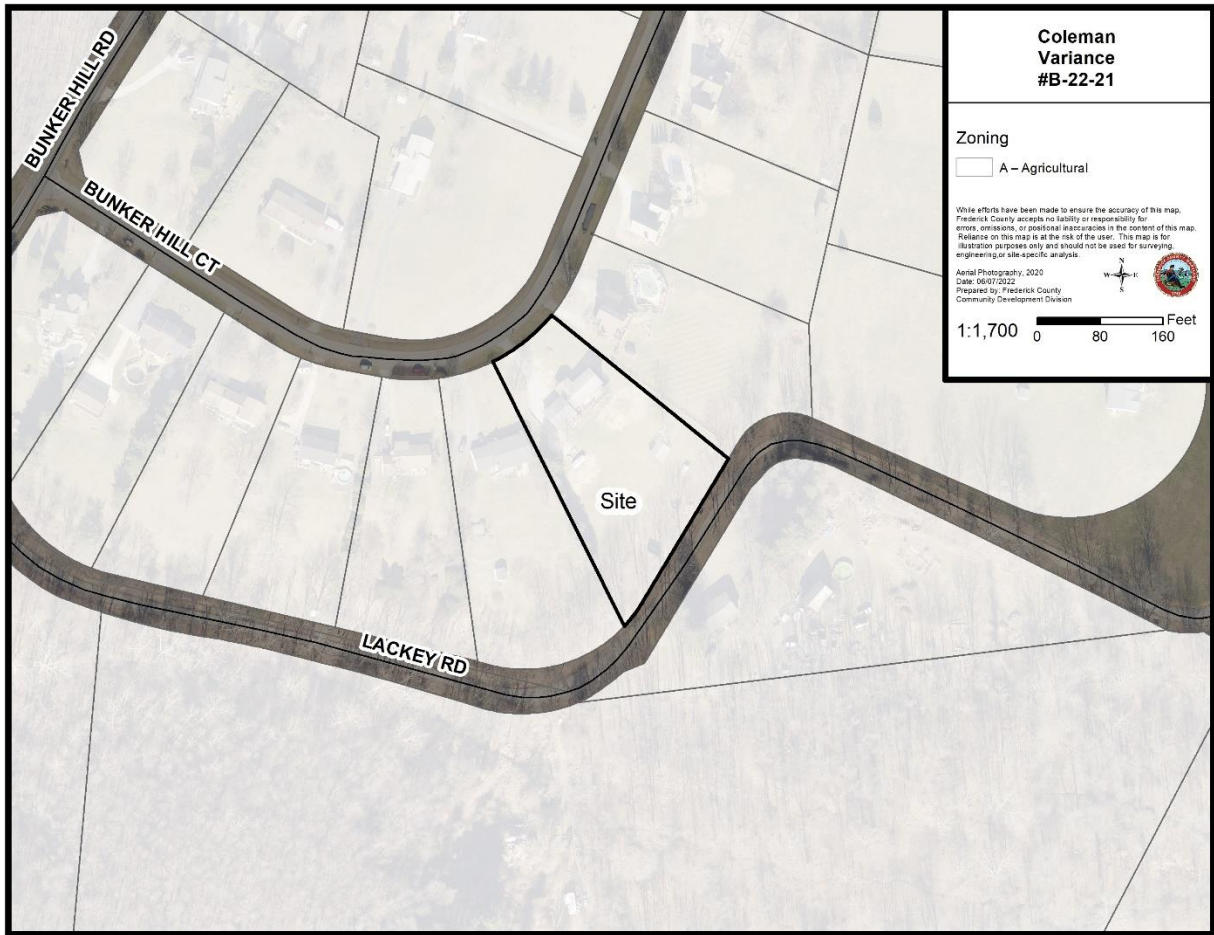 Coleman
Variance
#B-22-21
Zoning
A – Agricultural
While efforts have been made to ensure the accuracy of this map,
Frederick County accepts no liability or responsibility for
errors, omissions, or positional inaccuracies in the content of this map.
Reliance on this map is at the risk of the user. This map is for
illustration purposes only and should not be used for surveying,
engineering,or site-specific analysis.
Aerial Photography, 2020
Date: 06/07/2022
Prepared by: Frederick County
Community Development Division
N
W E
S
1:1,700
Feet
0 80 160
BUNKER HILL RD
BUNKER HILL CT
Site
LACKEY RD